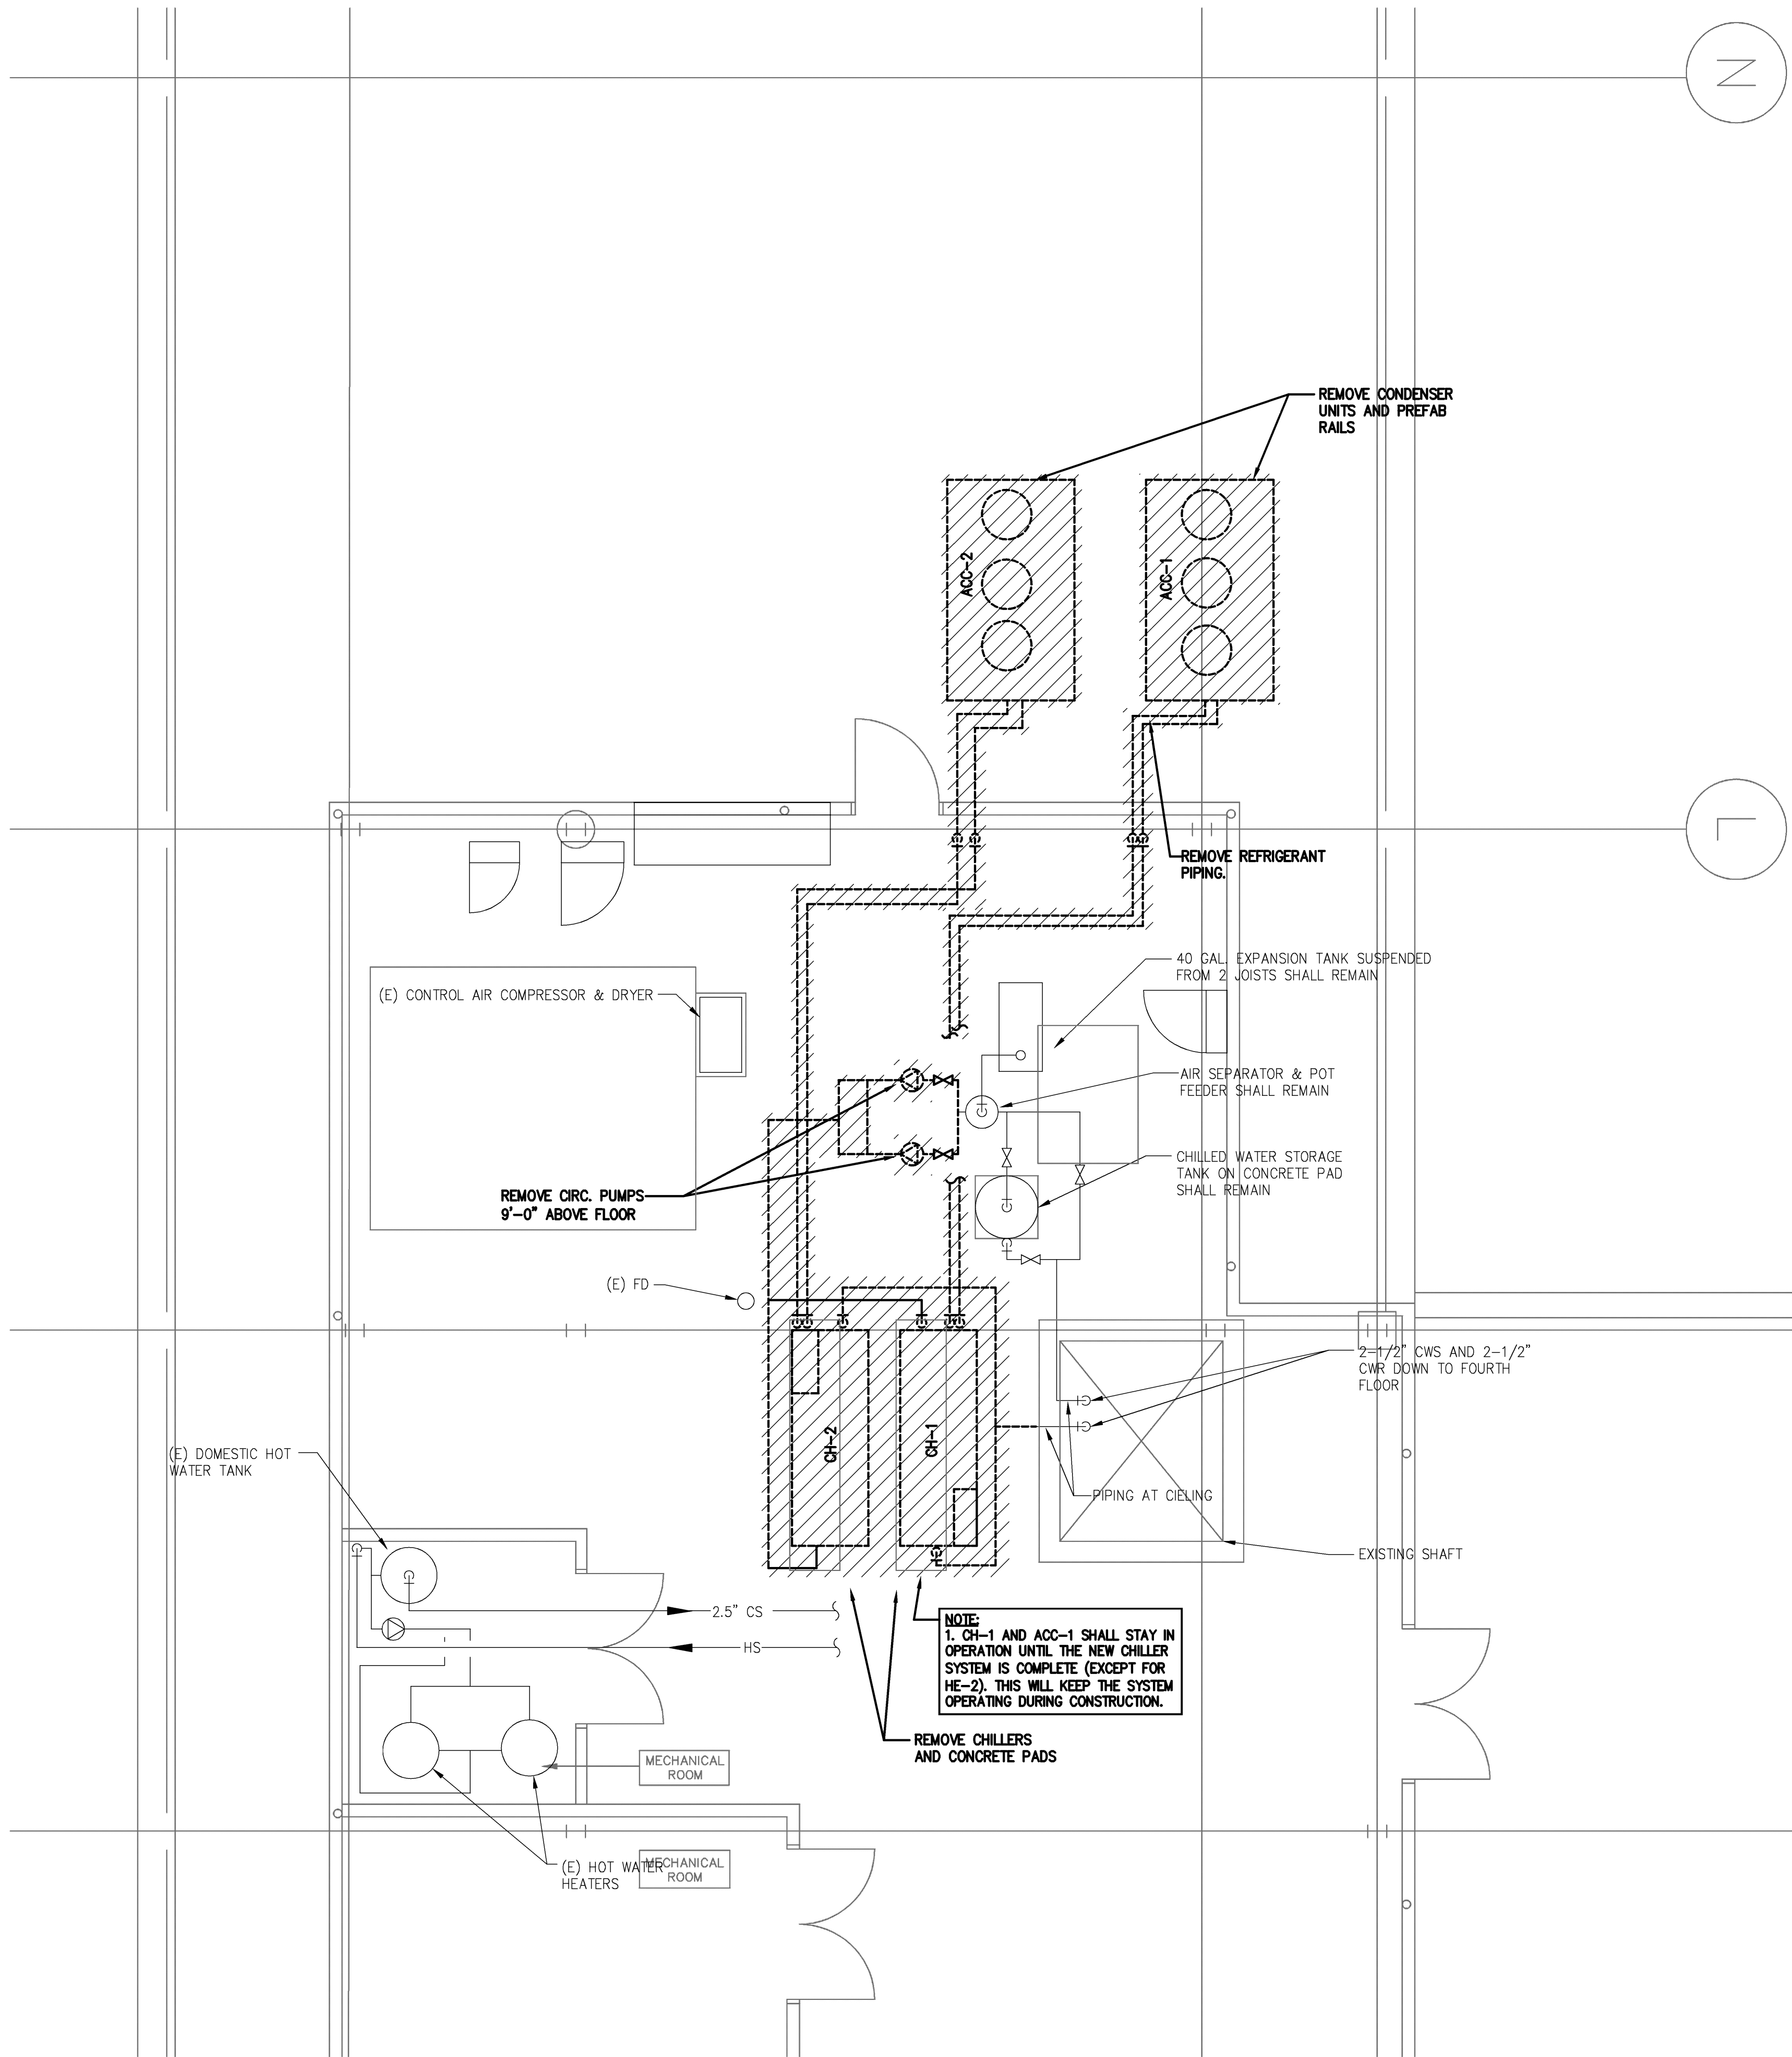 N
REMOVE CONDENSER
UNITS AND PREFAB
RAILS
ACC-2
ACC-1
L
REMOVE REFRIGERANT
PIPING.
40 GAL. EXPANSION TANK SUSPENDED
FROM 2 JOISTS SHALL REMAIN
(E) CONTROL AIR COMPRESSOR & DRYER
AIR SEPARATOR & POT
FEEDER SHALL REMAIN
CHILLED WATER STORAGE
TANK ON CONCRETE PAD
SHALL REMAIN
REMOVE CIRC. PUMPS
9'-0" ABOVE FLOOR
(E) FD
2-1/2" CWS AND 2-1/2"
CWR DOWN TO FOURTH
FLOOR
CH-2
CH-1
(E) DOMESTIC HOT
WATER TANK
PIPING AT CIELING
EXISTING SHAFT
2.5" CS
HS
NOTE:
1. CH-1 AND ACC-1 SHALL STAY IN
OPERATION UNTIL THE NEW CHILLER
SYSTEM IS COMPLETE (EXCEPT FOR
HE-2). THIS WILL KEEP THE SYSTEM
OPERATING DURING CONSTRUCTION.
REMOVE CHILLERS
AND CONCRETE PADS
MECHANICAL
ROOM
(E) HOT WATER
HEATERS
MECHANICAL
ROOM